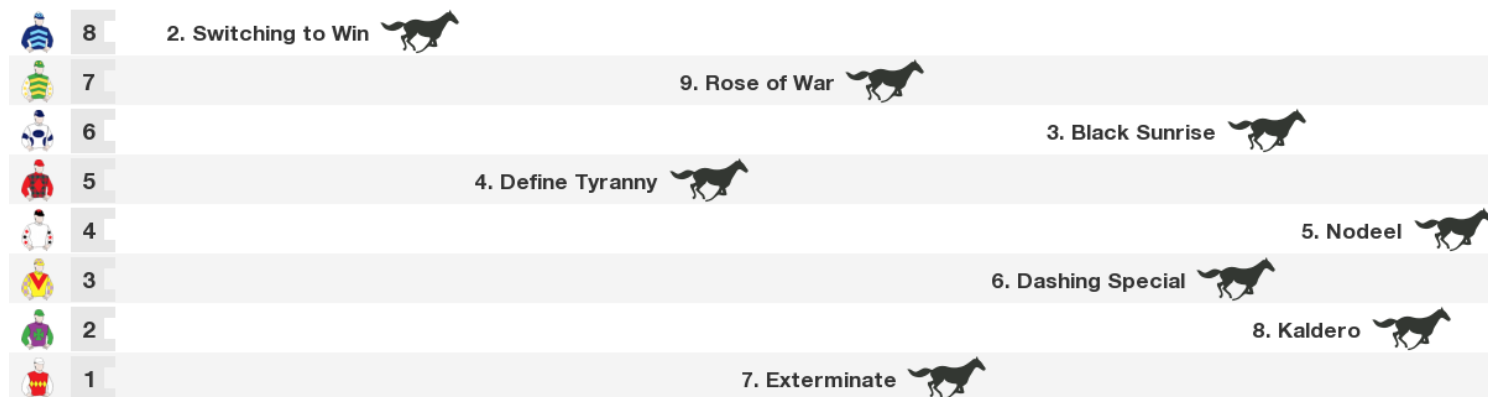 8 2. Switching to Win
7 9. Rose of War
6 3. Black Sunrise
5 4. Define Tyranny
4 5. Nodeel
3 6. Dashing Special
2 8. Kaldero
1 7. Exterminate